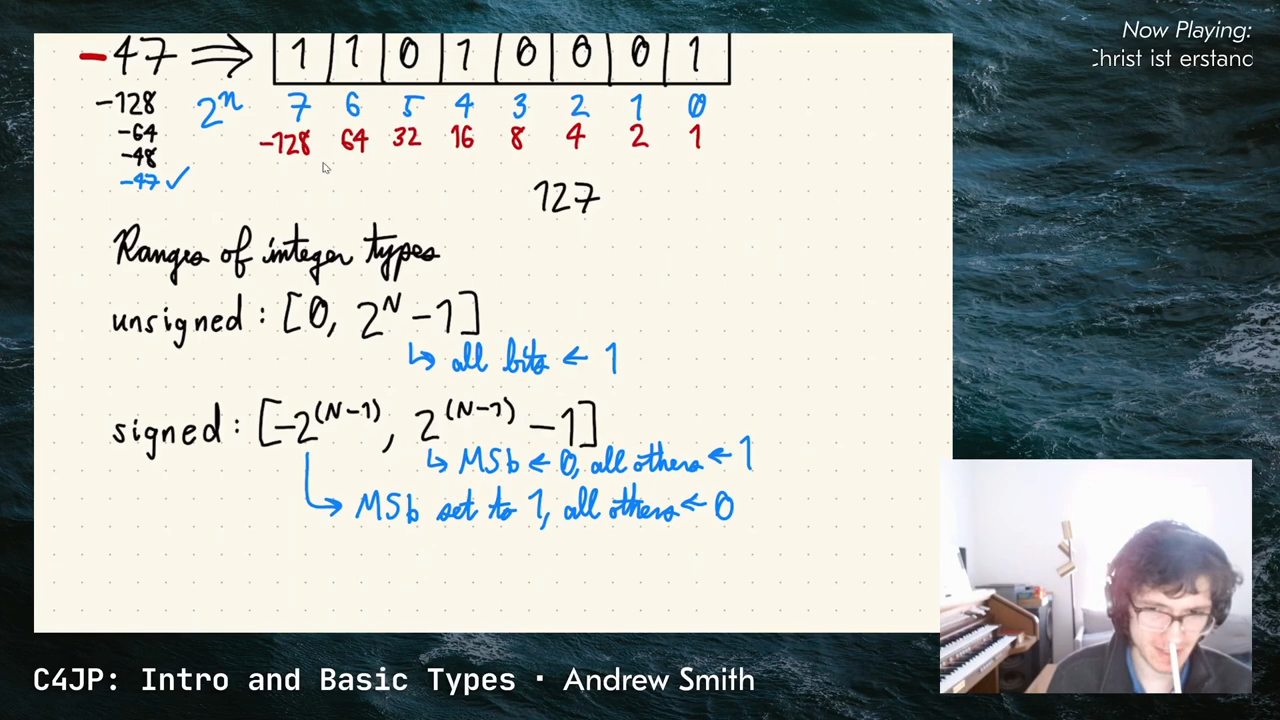 Now Playing:
Christ ist erstanc
-47 ⇒ 1 1 0 1 0 0 0 1
-128 2ⁿ 7 6 5 4 3 2 1 0
-64 -128 64 32 16 8 4 2 1
-48
-47 ✓
127
Ranges of integer types
unsigned : [0, 2^N -1]
↳ all bits ← 1
signed : [-2^(N-1), 2^(N-1) -1]
↳ MSb ← 0, all others ← 1
↳ MSb set to 1, all others ← 0
C4JP: Intro and Basic Types · Andrew Smith